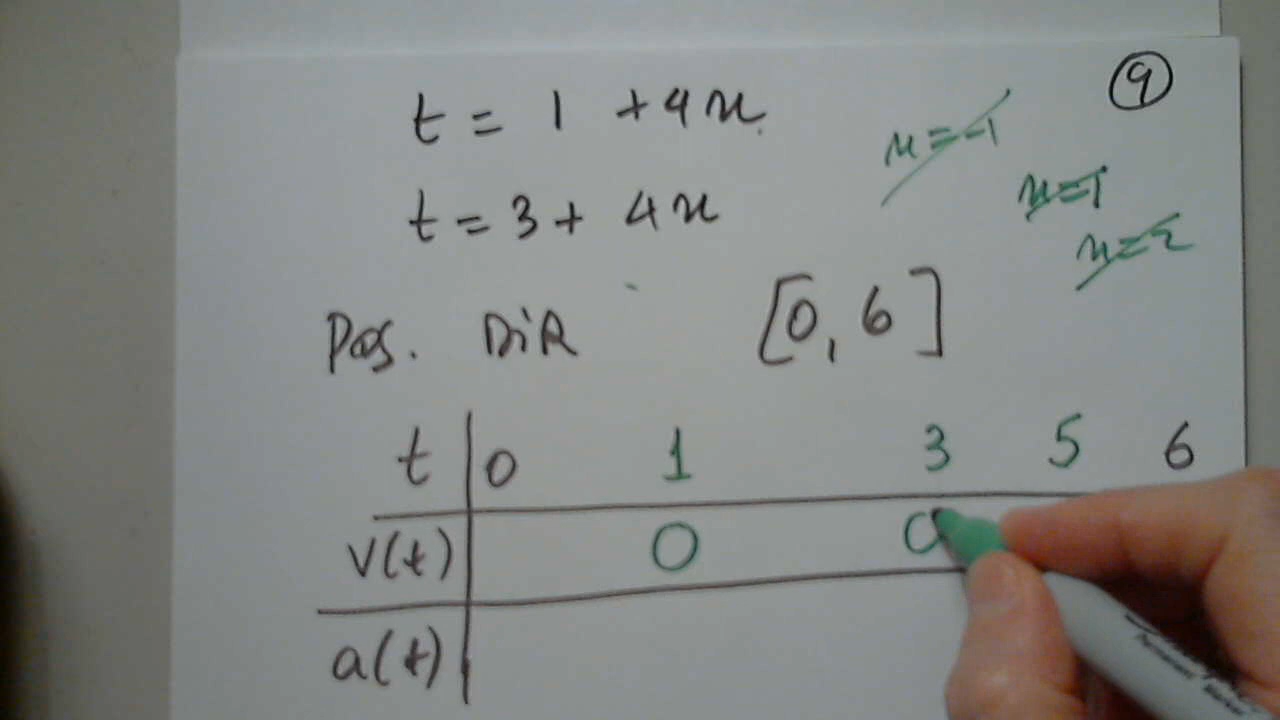 9
t = 1 + 4n
n = -1
n = 1
t = 3 + 4n
n = 2
Pos. DiR [0, 6]
t 0 1 3 5 6
v(t) 0 0
a(t)